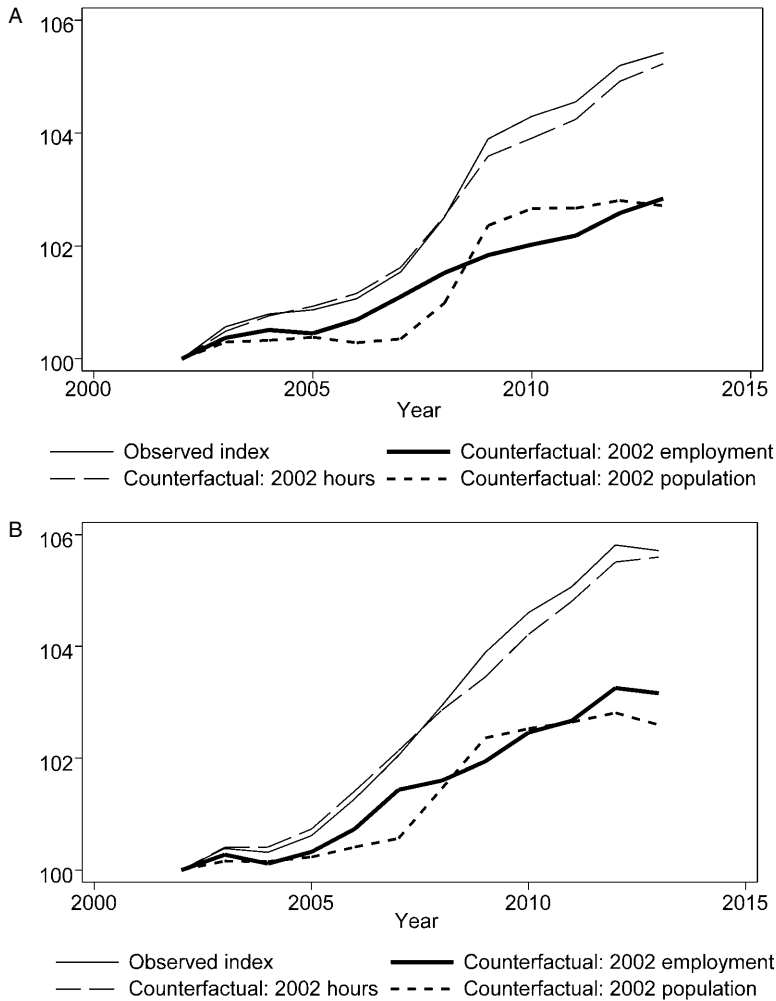 A
106
104
102
100
2000 2005 2010 2015
Year
Observed index Counterfactual: 2002 employment
Counterfactual: 2002 hours Counterfactual: 2002 population
B
106
104
102
100
2000 2005 2010 2015
Year
Observed index Counterfactual: 2002 employment
Counterfactual: 2002 hours Counterfactual: 2002 population